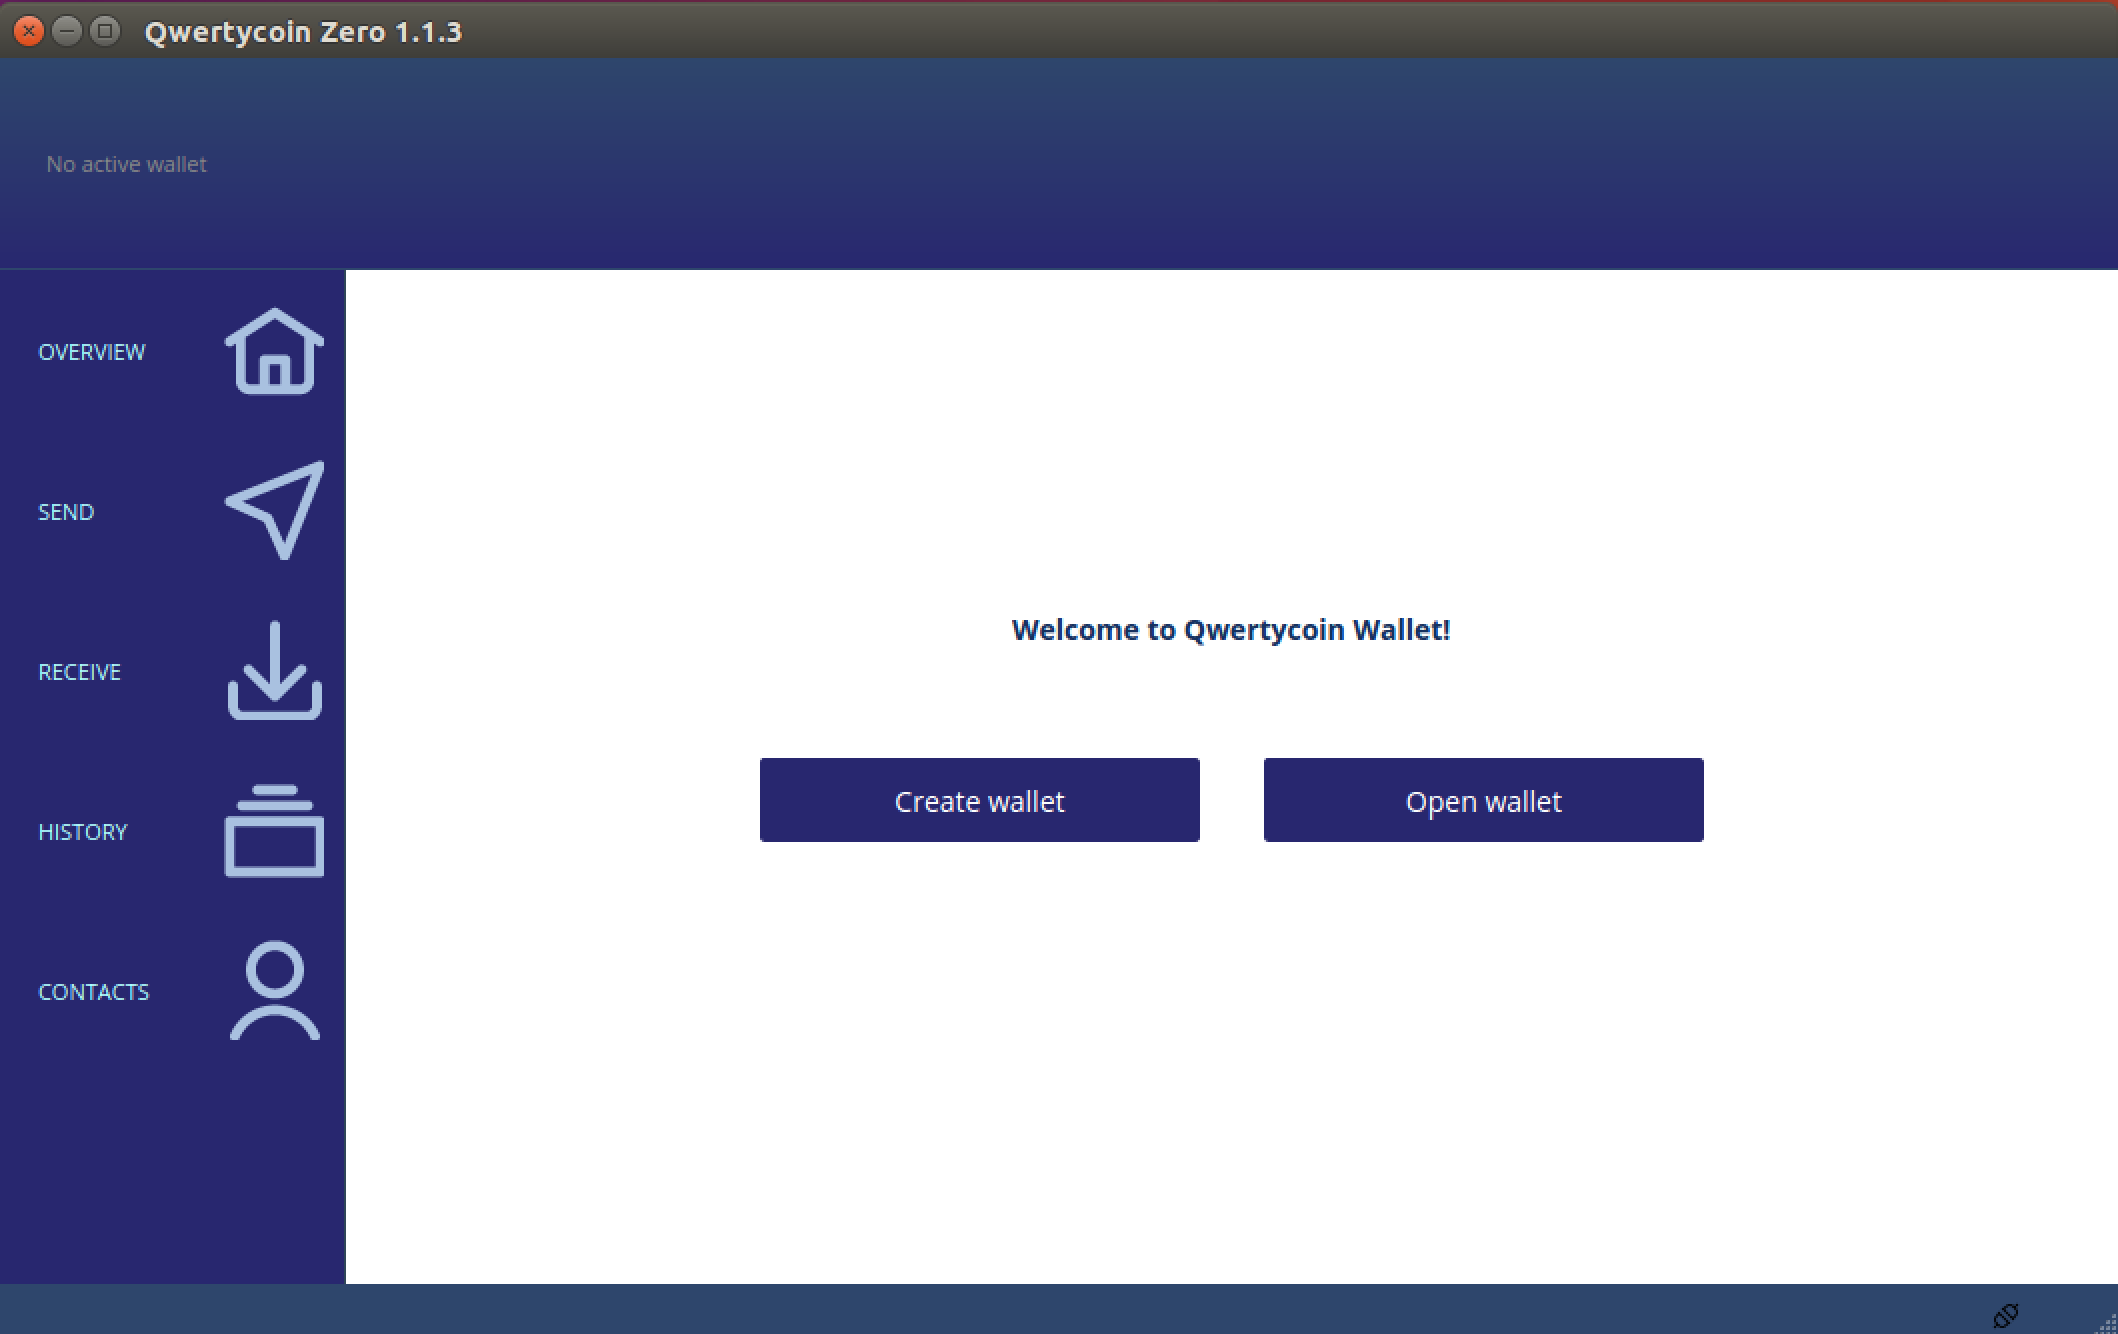 Qwertycoin Zero 1.1.3
No active wallet
OVERVIEW
SEND
RECEIVE
HISTORY
CONTACTS
Welcome to Qwertycoin Wallet!
Create wallet
Open wallet